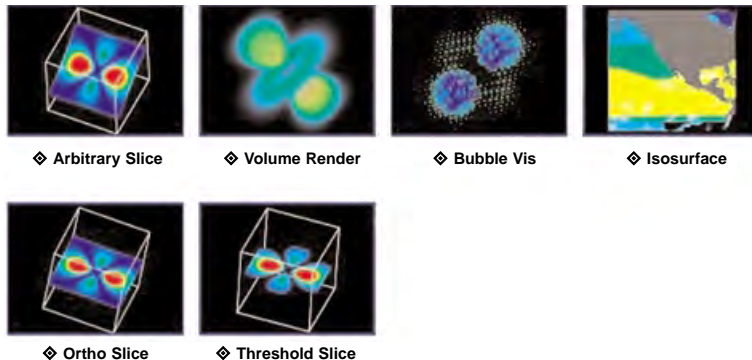 ◈ Arbitrary Slice
◈ Volume Render
◈ Bubble Vis
◈ Isosurface
◈ Ortho Slice
◈ Threshold Slice